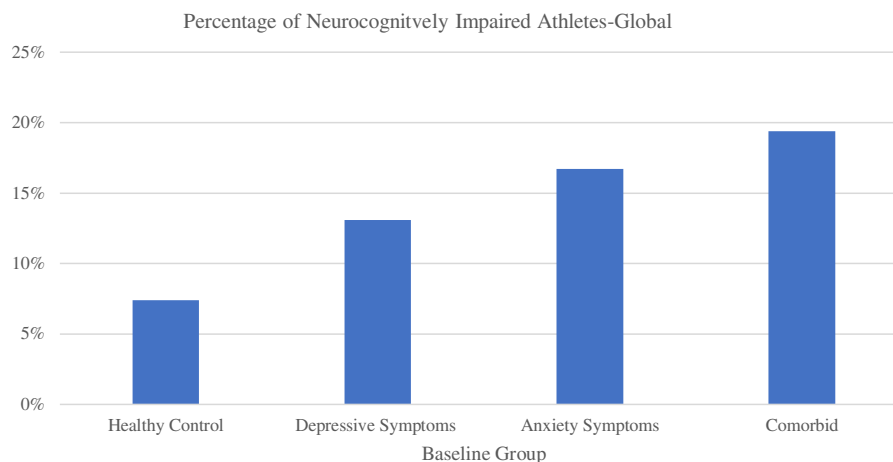 Percentage of Neurocognitvely Impaired Athletes-Global
25%
20%
15%
10%
5%
0%
Healthy Control Depressive Symptoms Anxiety Symptoms Comorbid
Baseline Group